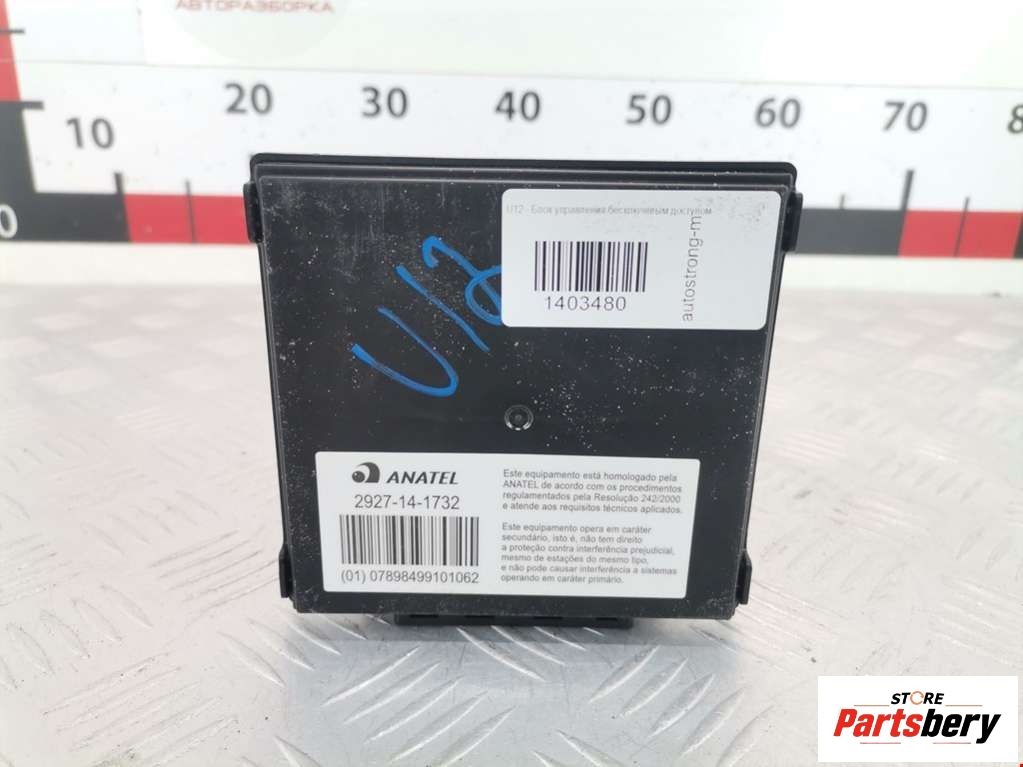 АВТОРАЗБОРКА
10 20 30 40 50 60 70 8
0
U12 - Блок управления бесключевым доступом
1403480
autostrong-m
U12
ANATEL
2927-14-1732
(01) 07898499101062
Este equipamento está homologado pela
ANATEL de acordo com os procedimentos
regulamentados pela Resolução 242/2000
e atende aos requisitos técnicos aplicados.
Este equipamento opera em caráter
secundário, isto é, não tem direito
a proteção contra interferência prejudicial,
mesmo de estações do mesmo tipo,
e não pode causar interferência a sistemas
operando em caráter primário.
STORE
Partsbery